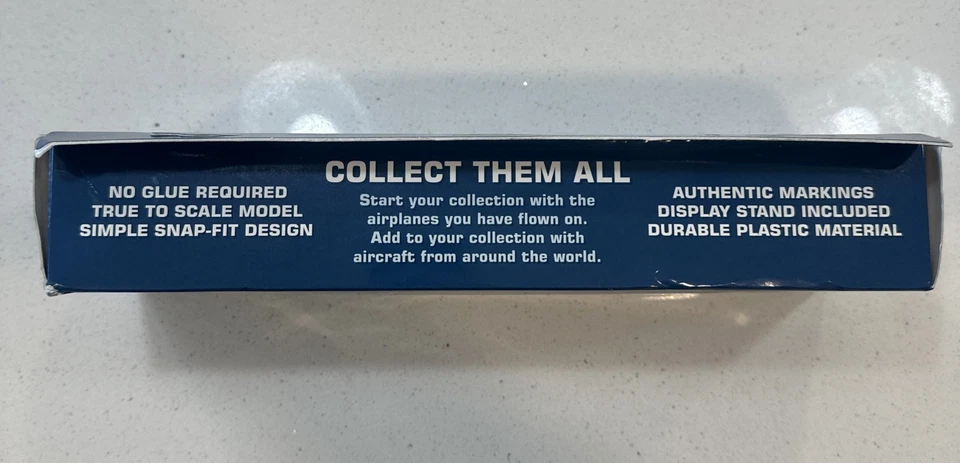 COLLECT THEM ALL
NO GLUE REQUIRED
TRUE TO SCALE MODEL
SIMPLE SNAP-FIT DESIGN
Start your collection with the
airplanes you have flown on.
Add to your collection with
aircraft from around the world.
AUTHENTIC MARKINGS
DISPLAY STAND INCLUDED
DURABLE PLASTIC MATERIAL